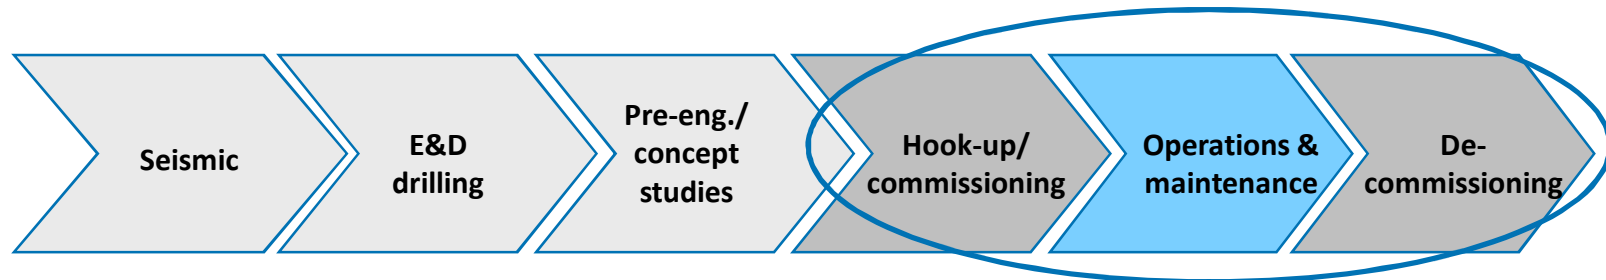 Seismic
E&D
drilling
Pre-eng./
concept
studies
Hook-up/
commissioning
Operations &
maintenance
De-
commissioning